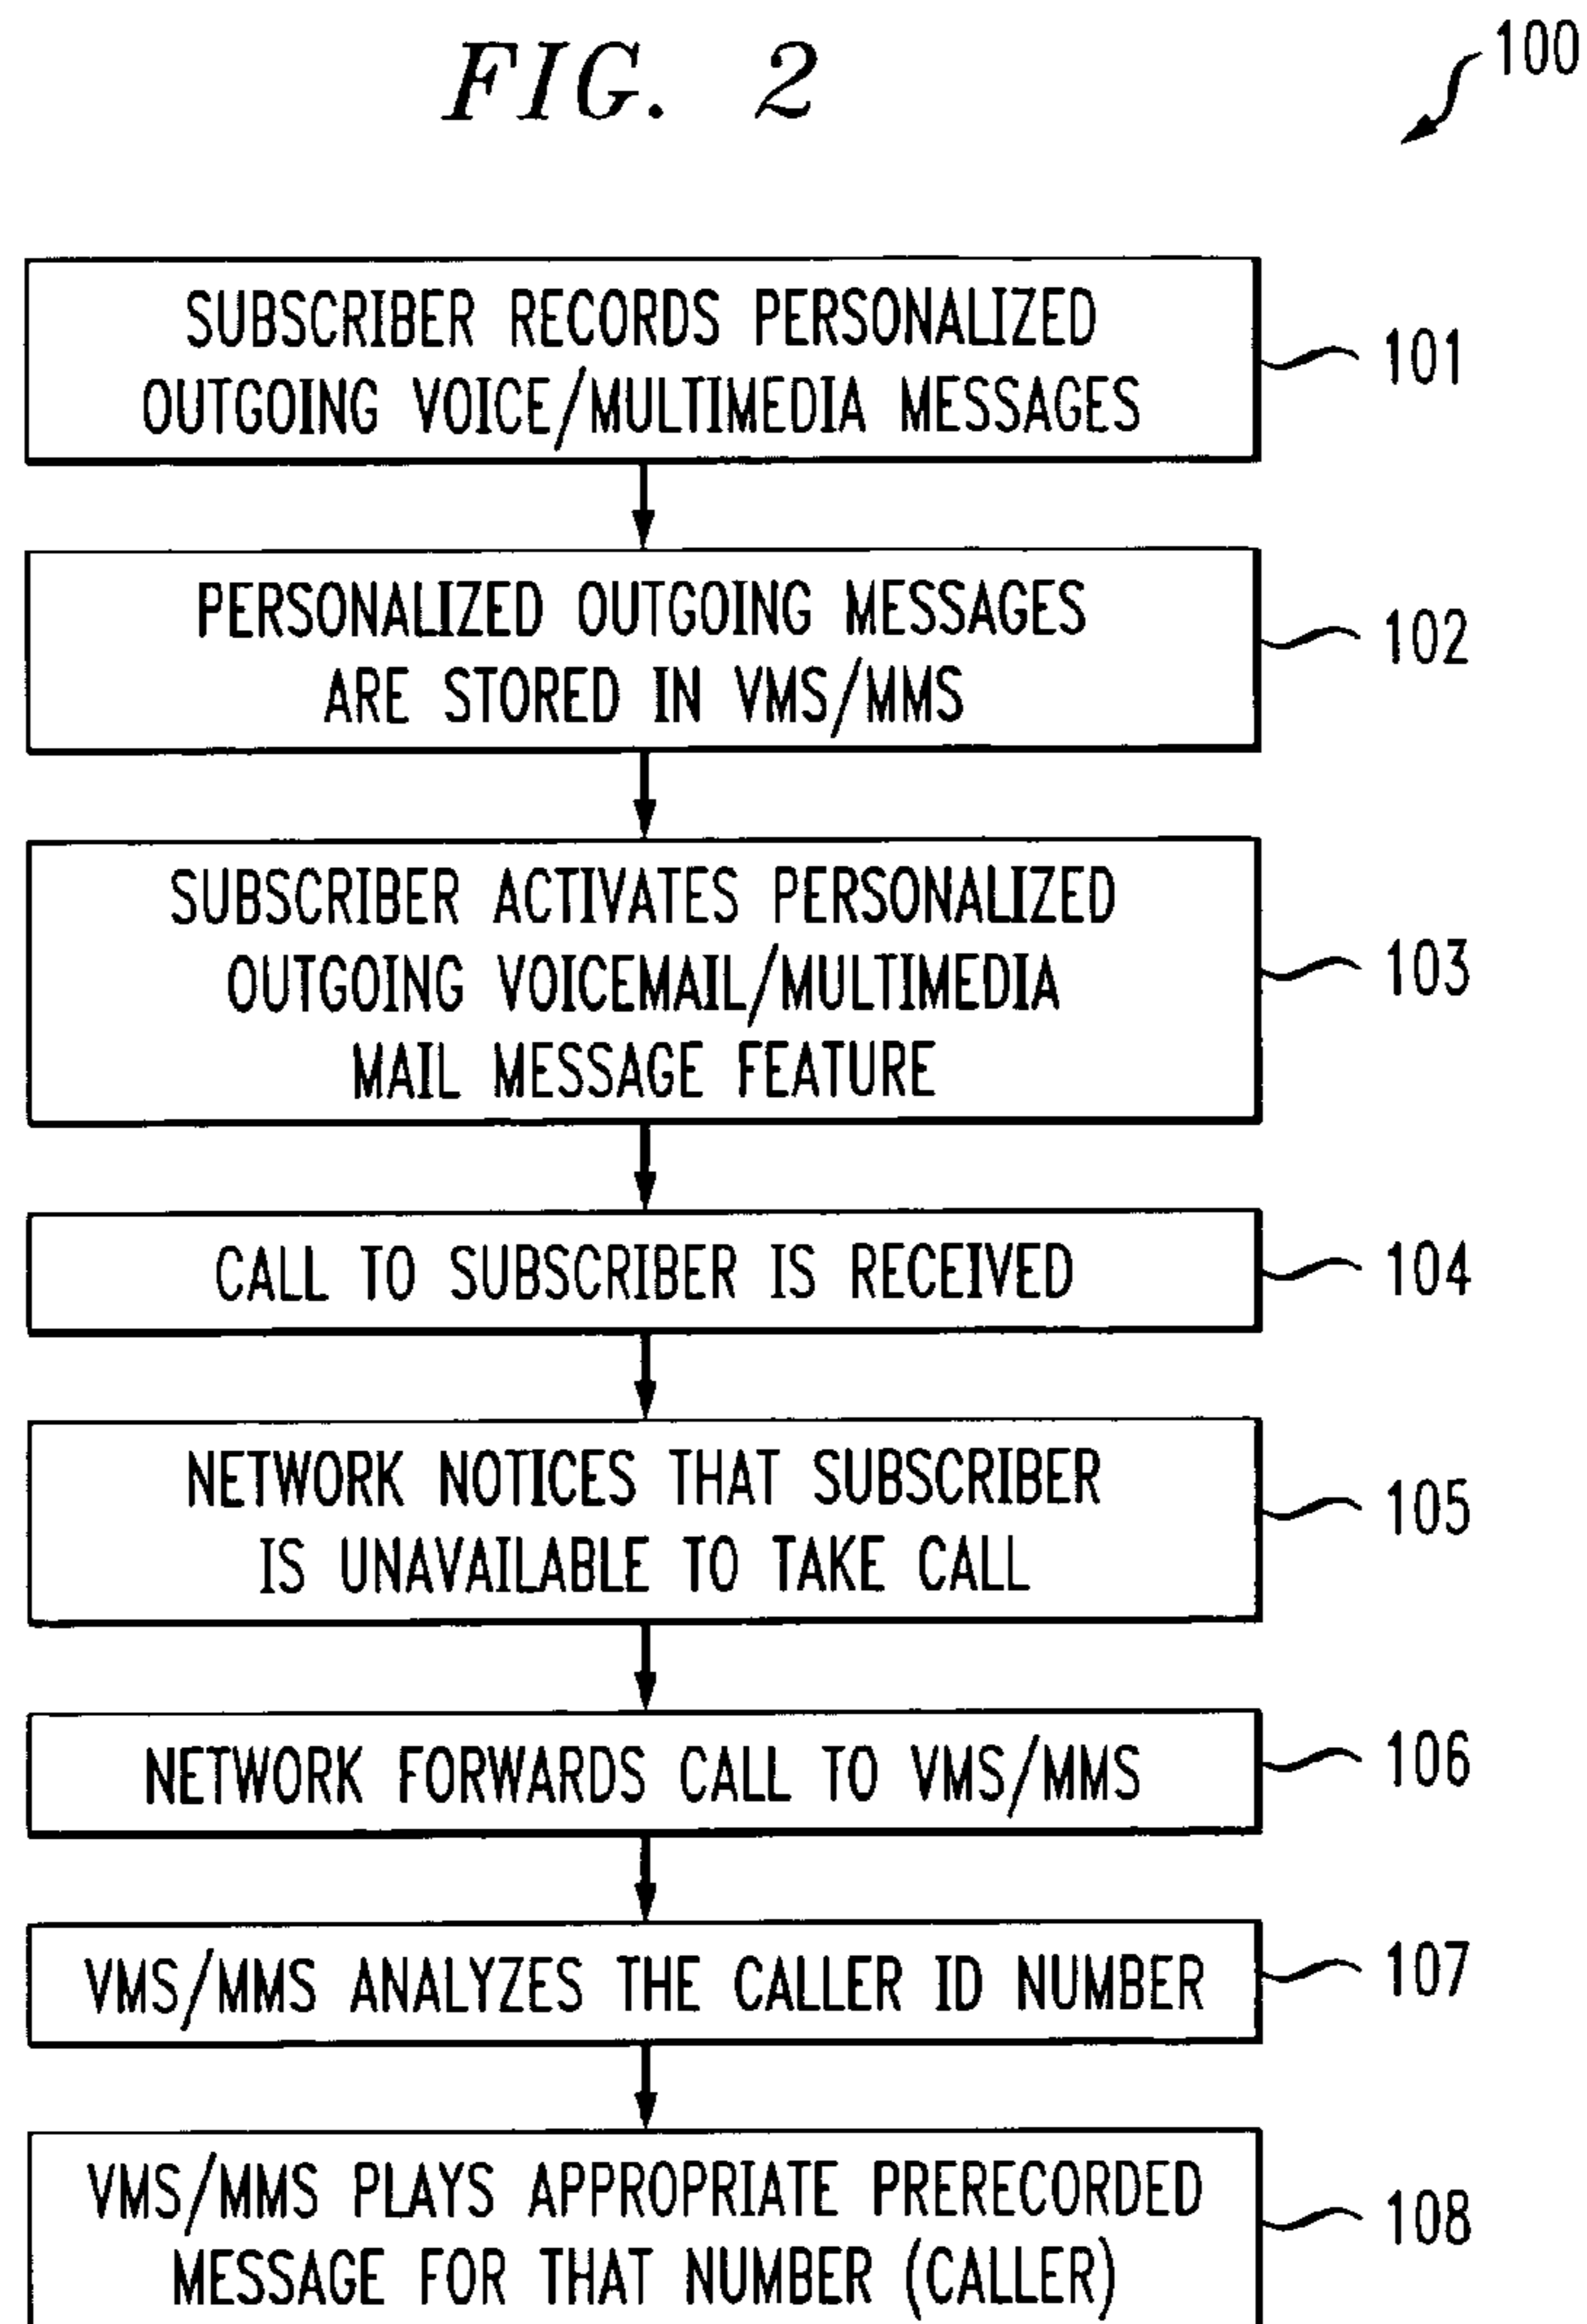 FIG. 2
100
SUBSCRIBER RECORDS PERSONALIZED
OUTGOING VOICE/MULTIMEDIA MESSAGES
101
PERSONALIZED OUTGOING MESSAGES
ARE STORED IN VMS/MMS
102
SUBSCRIBER ACTIVATES PERSONALIZED
OUTGOING VOICEMAIL/MULTIMEDIA
MAIL MESSAGE FEATURE
103
CALL TO SUBSCRIBER IS RECEIVED
104
NETWORK NOTICES THAT SUBSCRIBER
IS UNAVAILABLE TO TAKE CALL
105
NETWORK FORWARDS CALL TO VMS/MMS
106
VMS/MMS ANALYZES THE CALLER ID NUMBER
107
VMS/MMS PLAYS APPROPRIATE PRERECORDED
MESSAGE FOR THAT NUMBER (CALLER)
108